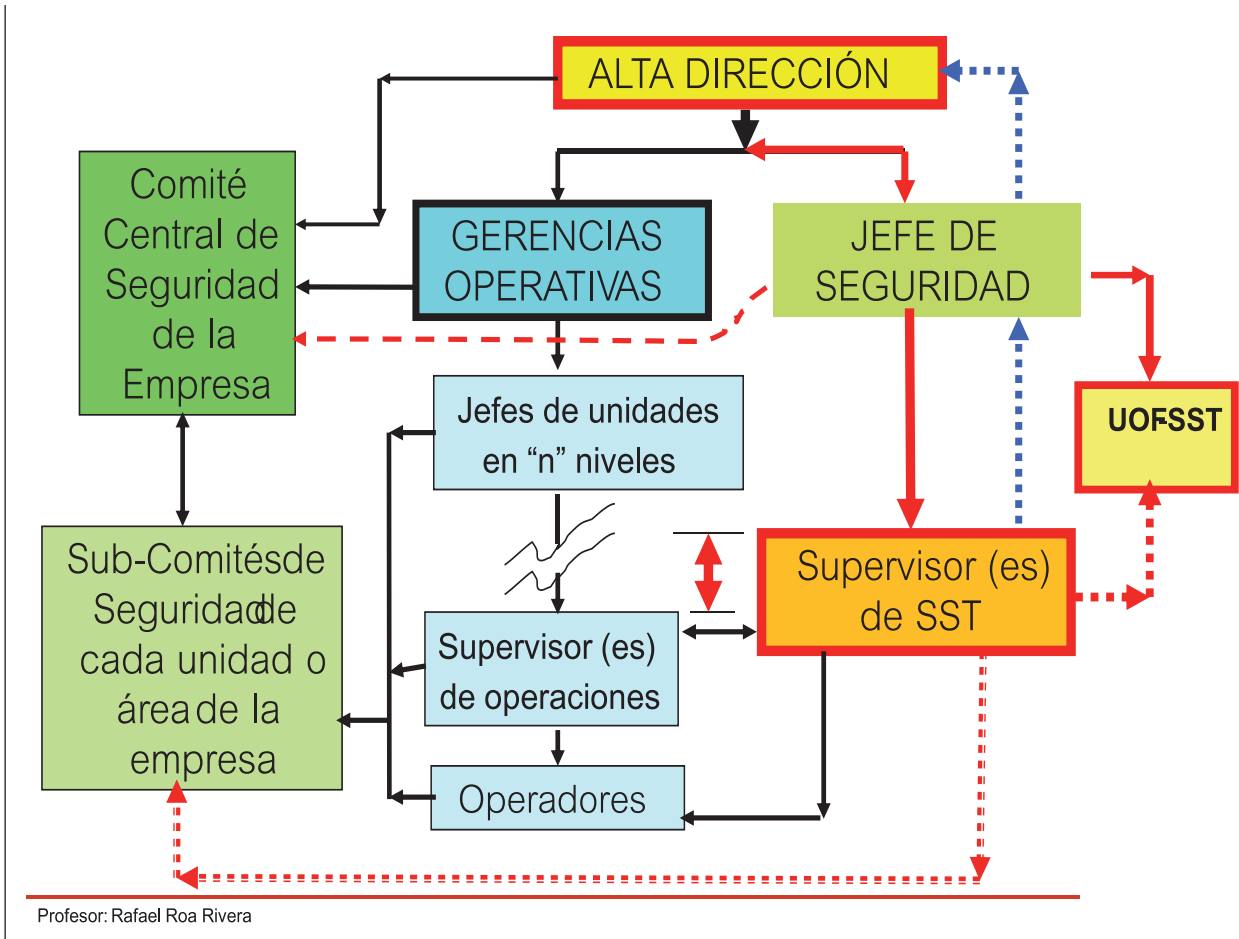 ALTA DIRECCIÓN
Comité
Central de
Seguridad
de la
Empresa
GERENCIAS
OPERATIVAS
JEFE DE
SEGURIDAD
Jefes de unidades
en “n” niveles
UOF-SST
Sub-Comitésde
Seguridadde
cada unidad o
área de la
empresa
Supervisor (es)
de SST
Supervisor (es)
de operaciones
Operadores
Profesor: Rafael Roa Rivera